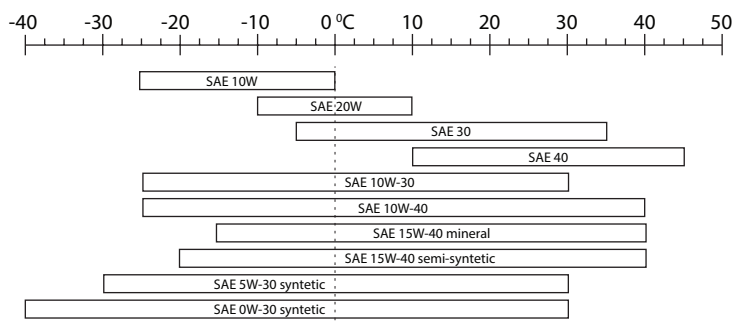 -40 -30 -20 -10 0 ⁰C 10 20 30 40 50
SAE 10W
SAE 20W
SAE 30
SAE 40
SAE 10W-30
SAE 10W-40
SAE 15W-40 mineral
SAE 15W-40 semi-syntetic
SAE 5W-30 syntetic
SAE 0W-30 syntetic